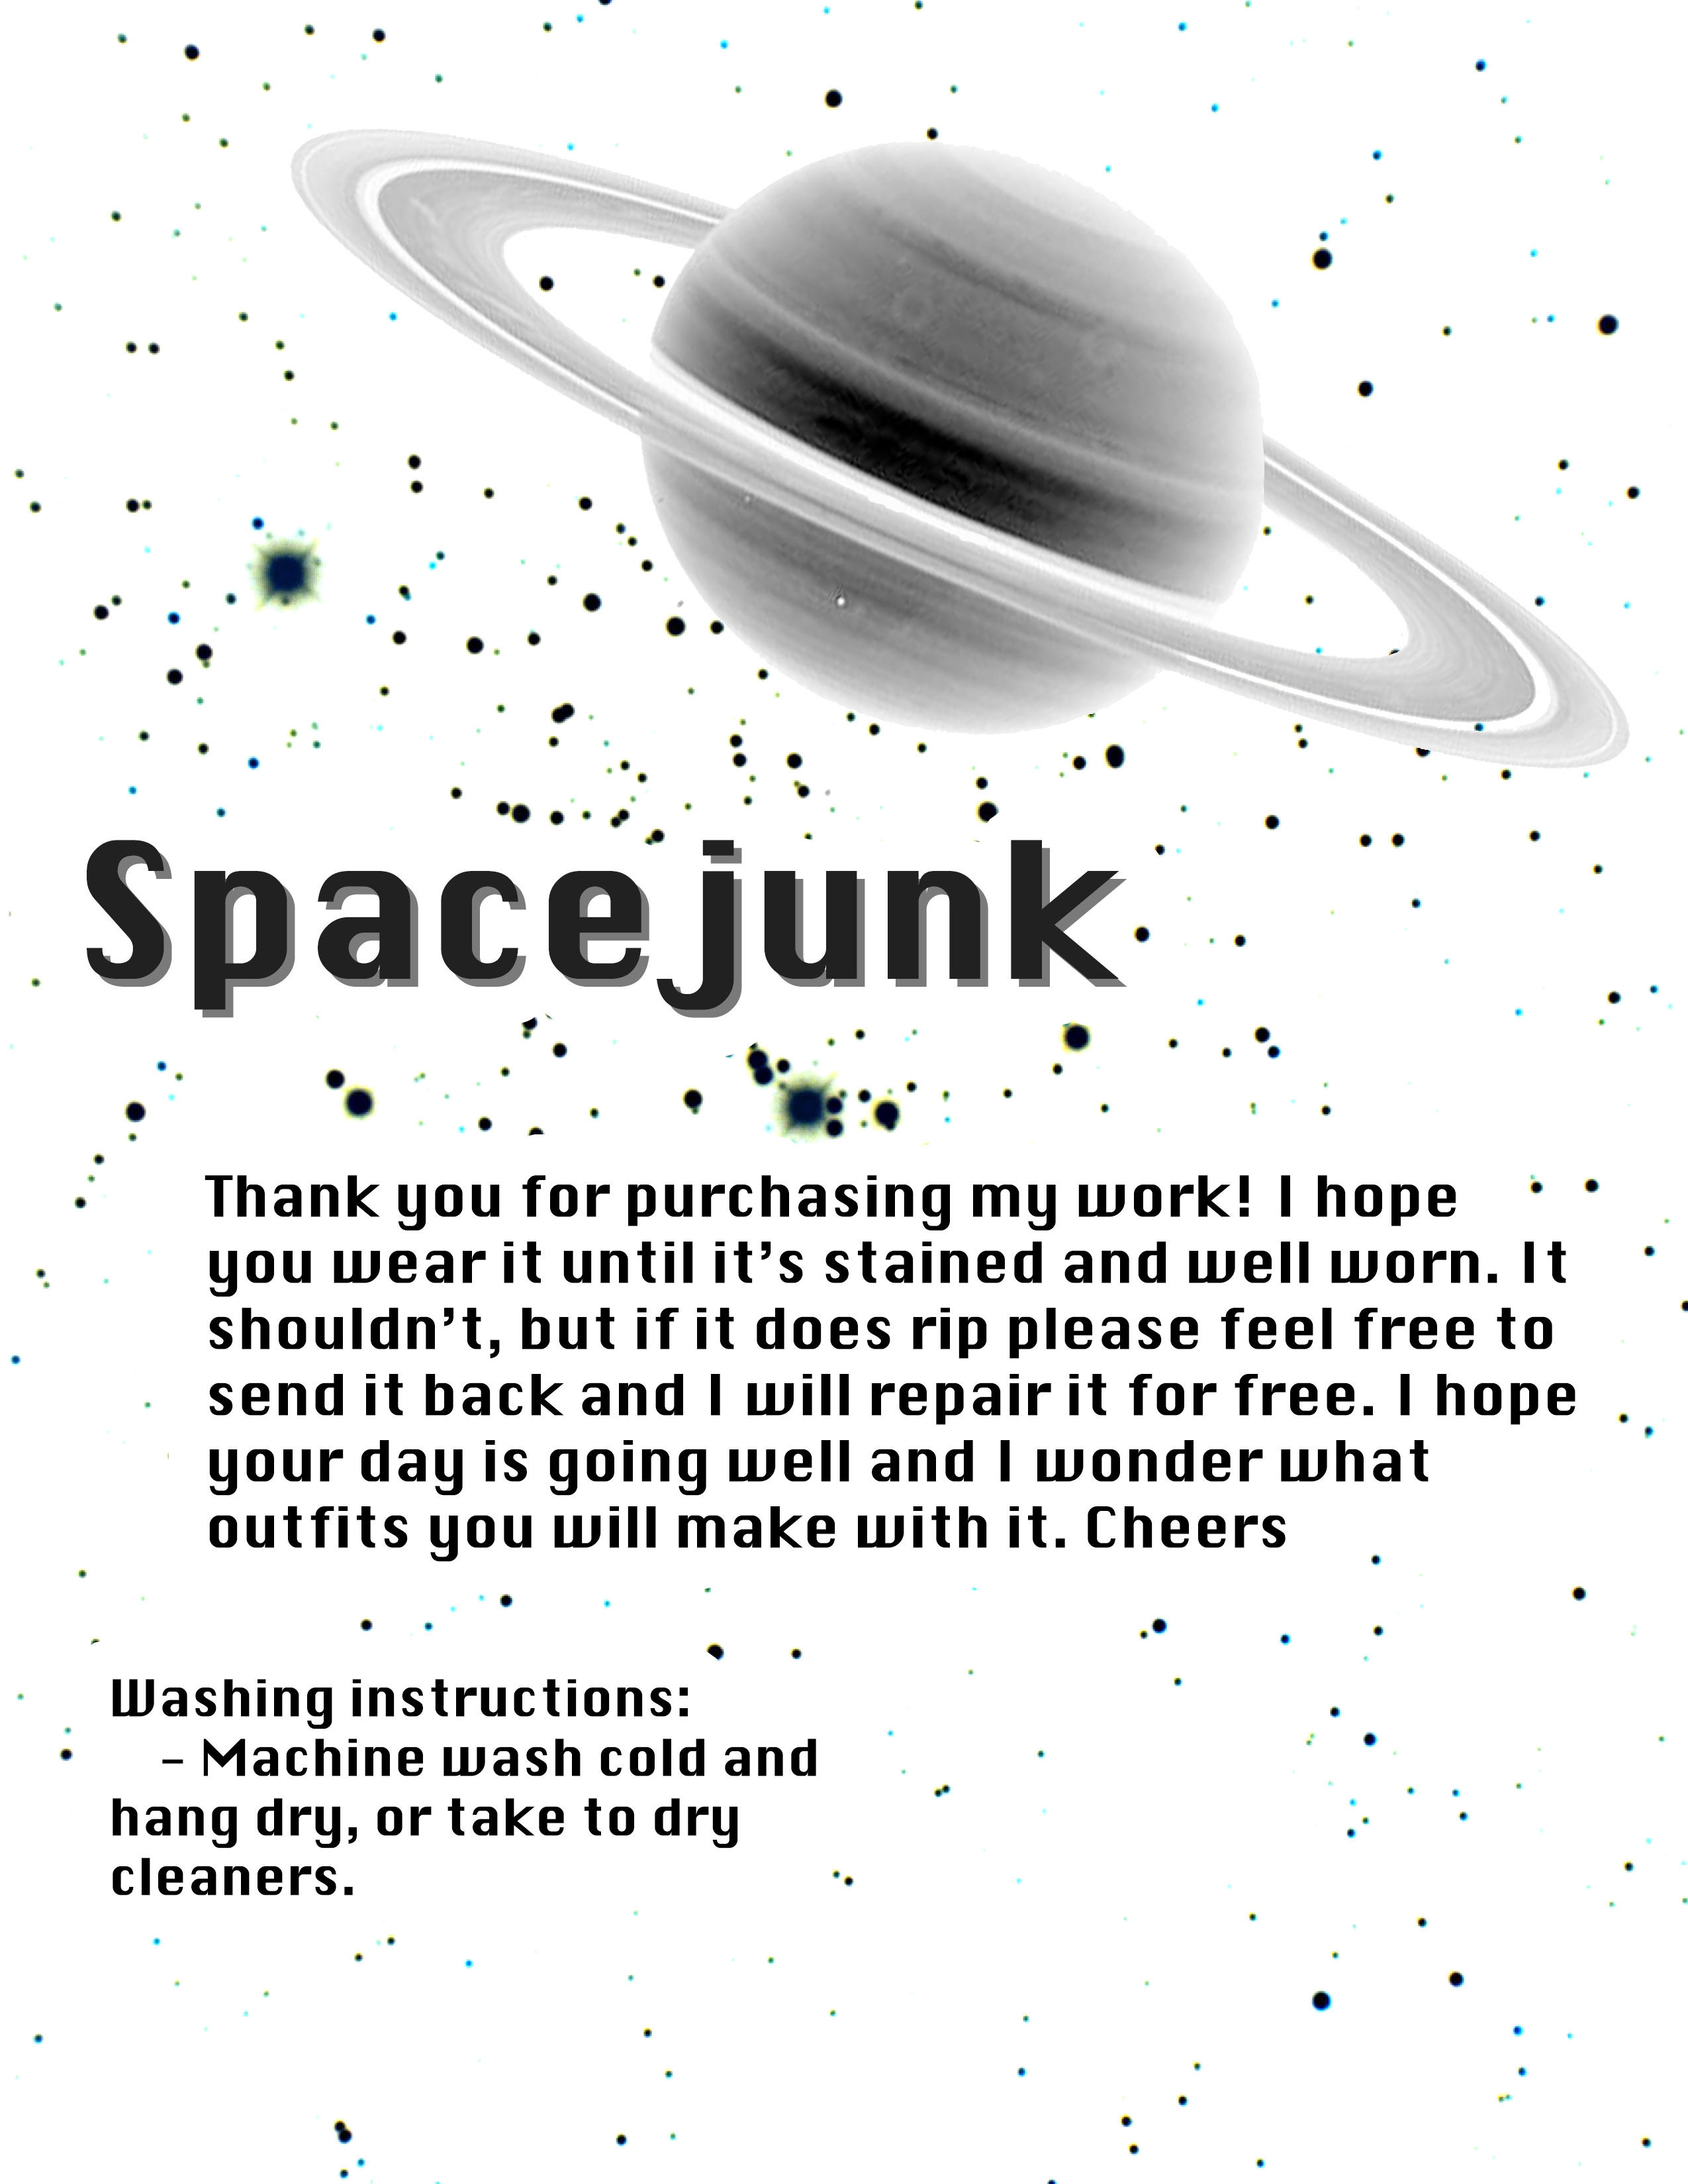 Spacejunk
Thank you for purchasing my work! I hope
you wear it until it’s stained and well worn. It
shouldn’t, but if it does rip please feel free to
send it back and I will repair it for free. I hope
your day is going well and I wonder what
outfits you will make with it. Cheers
Washing instructions:
- Machine wash cold and
hang dry, or take to dry
cleaners.